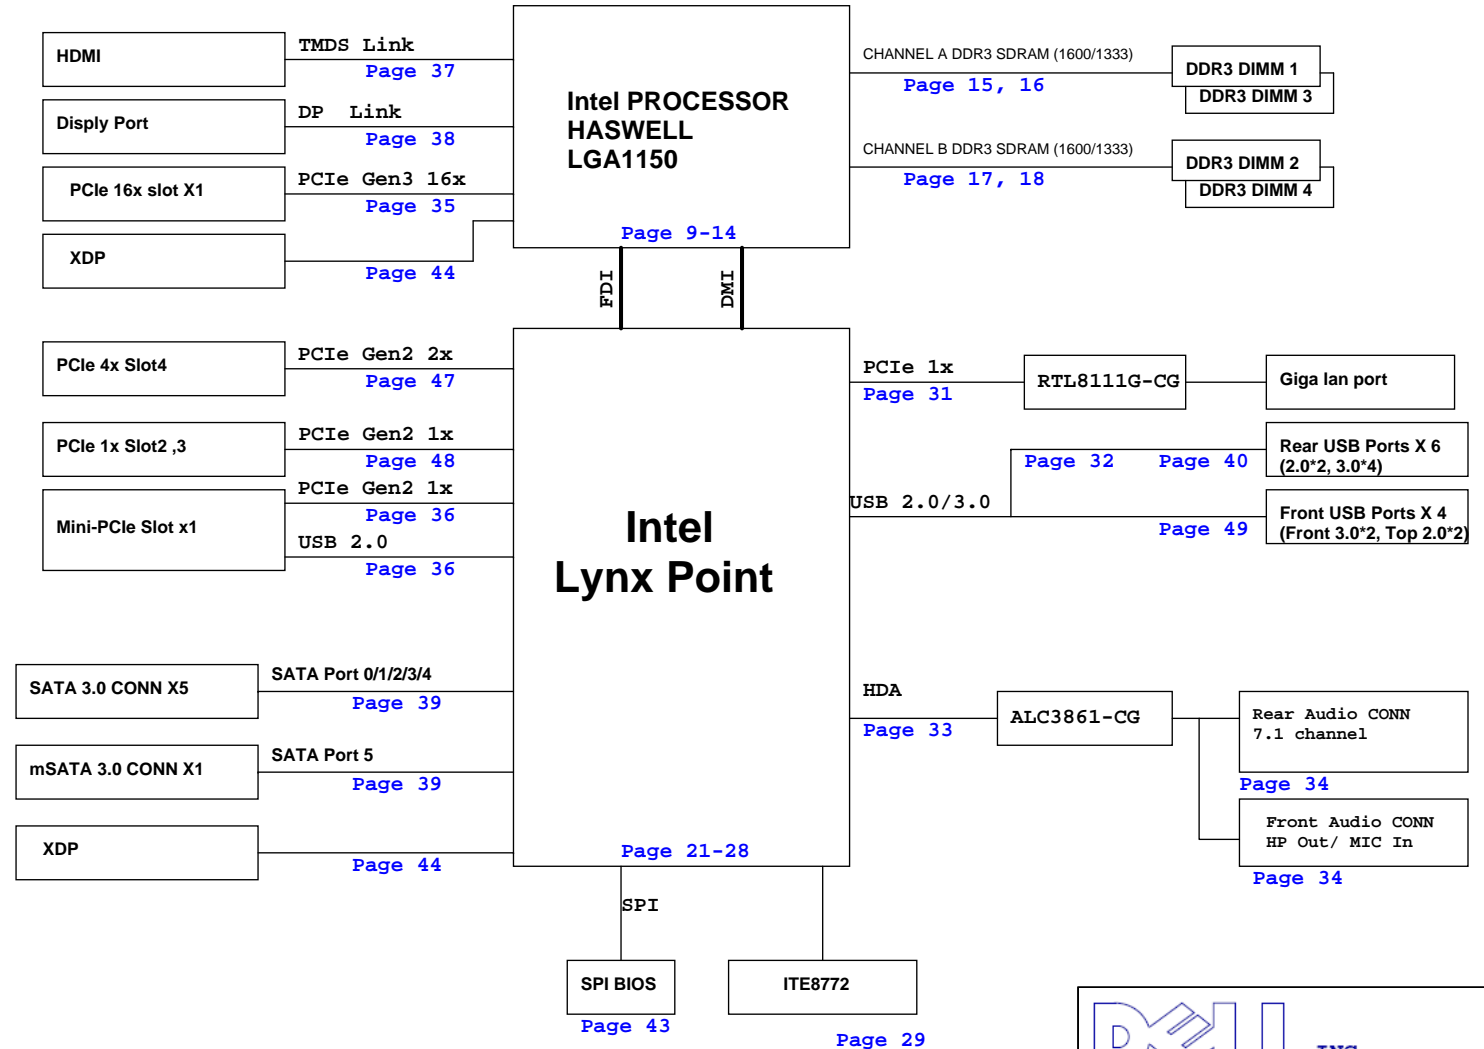 HDMI
TMDS Link
Page 37
Disply Port
DP Link
Page 38
PCIe 16x slot X1
PCIe Gen3 16x
Page 35
XDP
Page 44
Intel PROCESSOR
HASWELL
LGA1150
Page 9-14
CHANNEL A DDR3 SDRAM (1600/1333)
Page 15, 16
DDR3 DIMM 1
DDR3 DIMM 3
CHANNEL B DDR3 SDRAM (1600/1333)
Page 17, 18
DDR3 DIMM 2
DDR3 DIMM 4
FDI
DMI
PCIe 4x Slot4
PCIe Gen2 2x
Page 47
PCIe 1x Slot2 ,3
PCIe Gen2 1x
Page 48
Mini-PCIe Slot x1
PCIe Gen2 1x
Page 36
USB 2.0
Page 36
SATA 3.0 CONN X5
SATA Port 0/1/2/3/4
Page 39
mSATA 3.0 CONN X1
SATA Port 5
Page 39
XDP
Page 44
Intel
Lynx Point
Page 21-28
PCIe 1x
Page 31
RTL8111G-CG
Giga lan port
USB 2.0/3.0
Page 32
Page 40
Rear USB Ports X 6
(2.0*2, 3.0*4)
Page 49
Front USB Ports X 4
(Front 3.0*2, Top 2.0*2)
HDA
Page 33
ALC3861-CG
Rear Audio CONN
7.1 channel
Page 34
Front Audio CONN
HP Out/ MIC In
Page 34
SPI
SPI BIOS
Page 43
ITE8772
Page 29
DELL INC